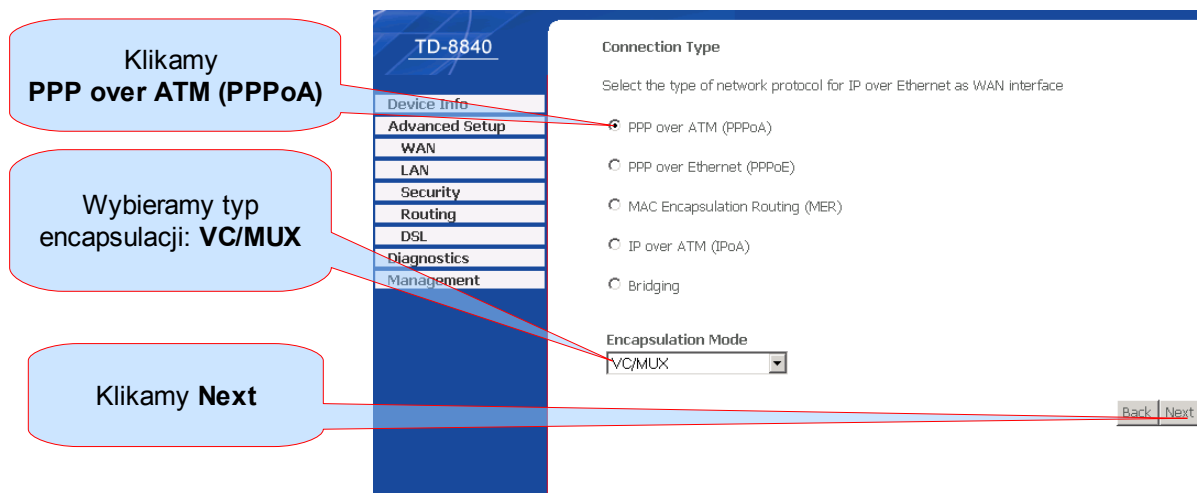 Klikamy
PPP over ATM (PPPoA)
Wybieramy typ
encapsulacji: VC/MUX
Klikamy Next
TD-8840
Device Info
Advanced Setup
WAN
LAN
Security
Routing
DSL
Diagnostics
Management
Connection Type
Select the type of network protocol for IP over Ethernet as WAN interface
PPP over ATM (PPPoA)
PPP over Ethernet (PPPoE)
MAC Encapsulation Routing (MER)
IP over ATM (IPoA)
Bridging
Encapsulation Mode
VC/MUX
Back Next